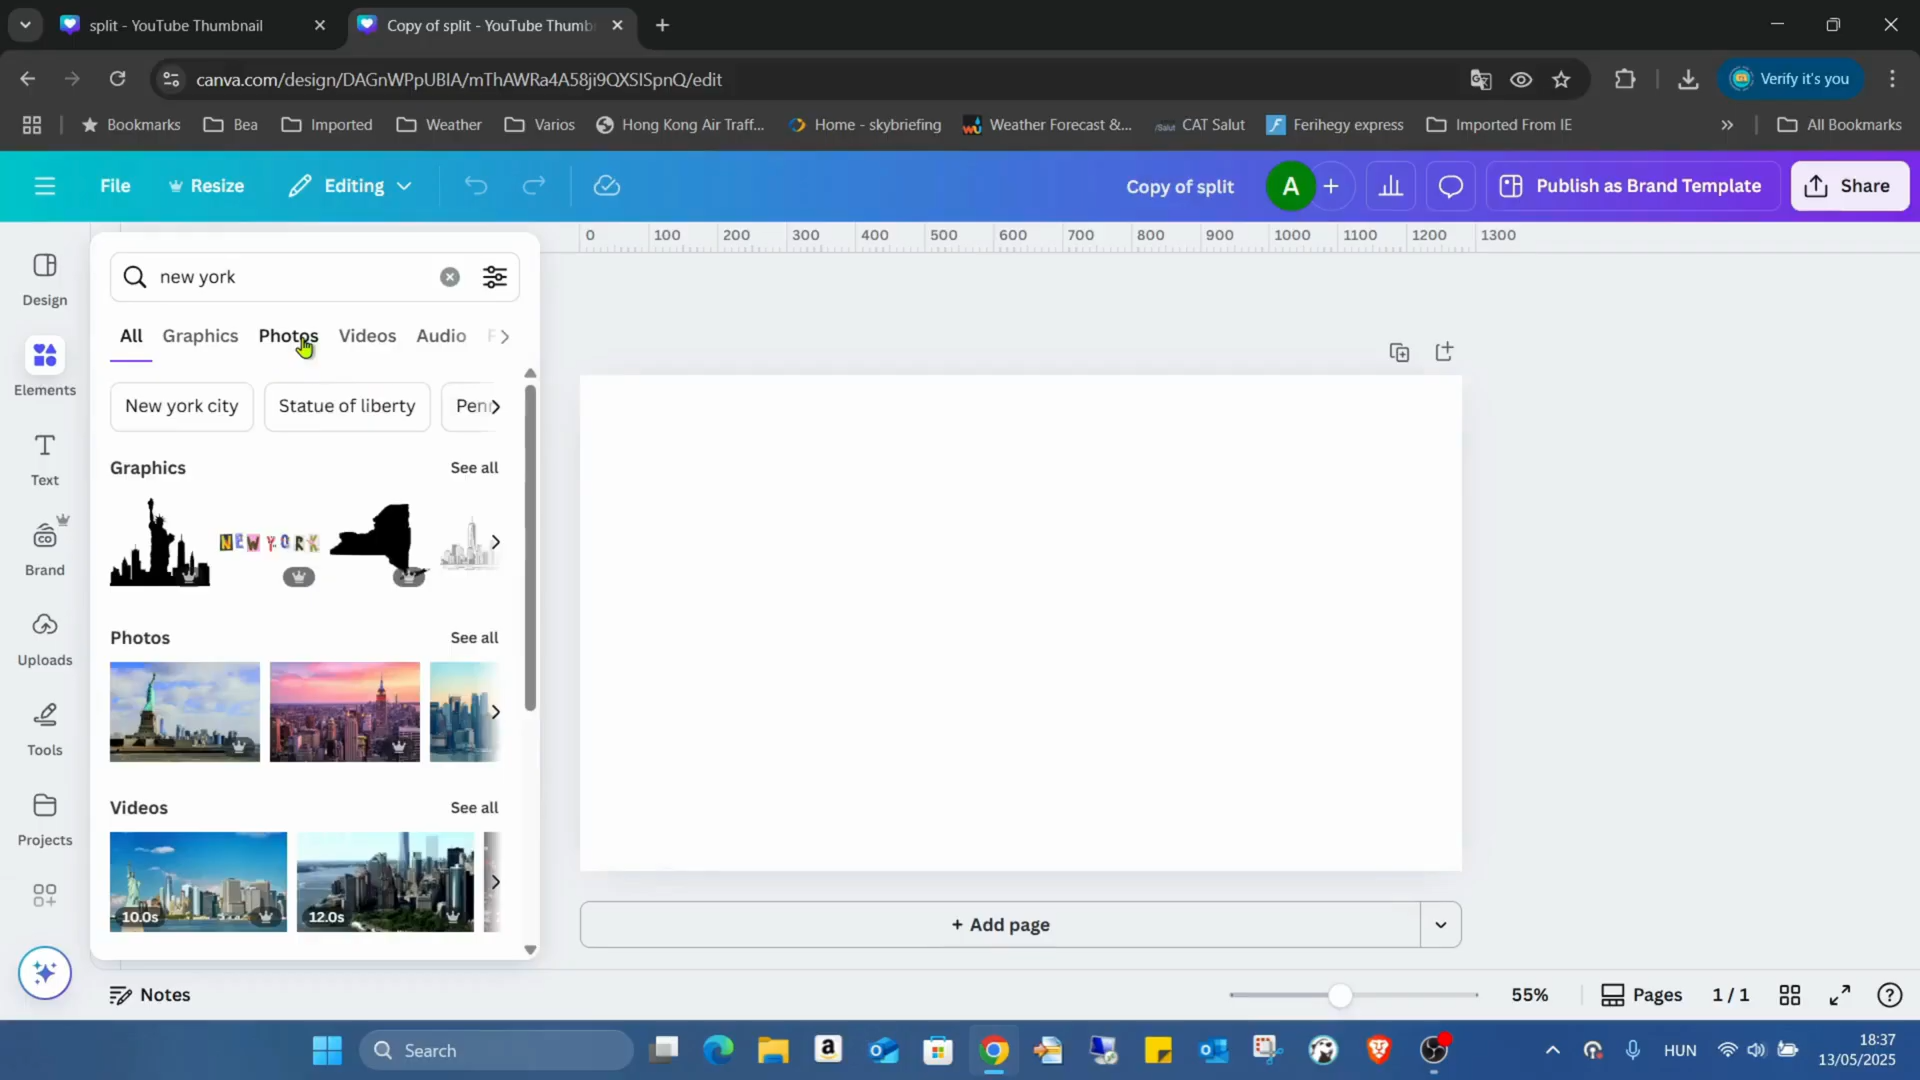 split - YouTube Thumbnail
Copy of split - YouTube Thumb
canva.com/design/DAGnWPpUBIA/mThAWRa4A58ji9QXSISpnQ/edit
Verify it's you
Bookmarks
Bea
Imported
Weather
Varios
Hong Kong Air Traff...
Home - skybriefing
Weather Forecast &...
CAT Salut
Ferihegy express
Imported From IE
All Bookmarks
File
Resize
Editing
Copy of split
A
Publish as Brand Template
Share
0 100 200 300 400 500 600 700 800 900 1000 1100 1200 1300
Design
Elements
Text
Brand
Uploads
Tools
Projects
new york
All
Graphics
Photos
Videos
Audio
New york city
Statue of liberty
Graphics
See all
NEW YORK
Photos
See all
Videos
See all
10.0s
12.0s
+ Add page
Notes
55%
Pages
1 / 1
Search
HUN
18:37
13/05/2025